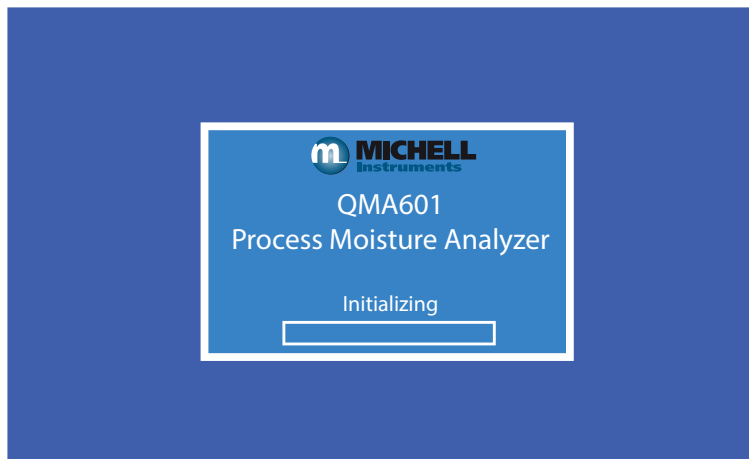 m
MICHELL
Instruments
QMA601
Process Moisture Analyzer
Initializing